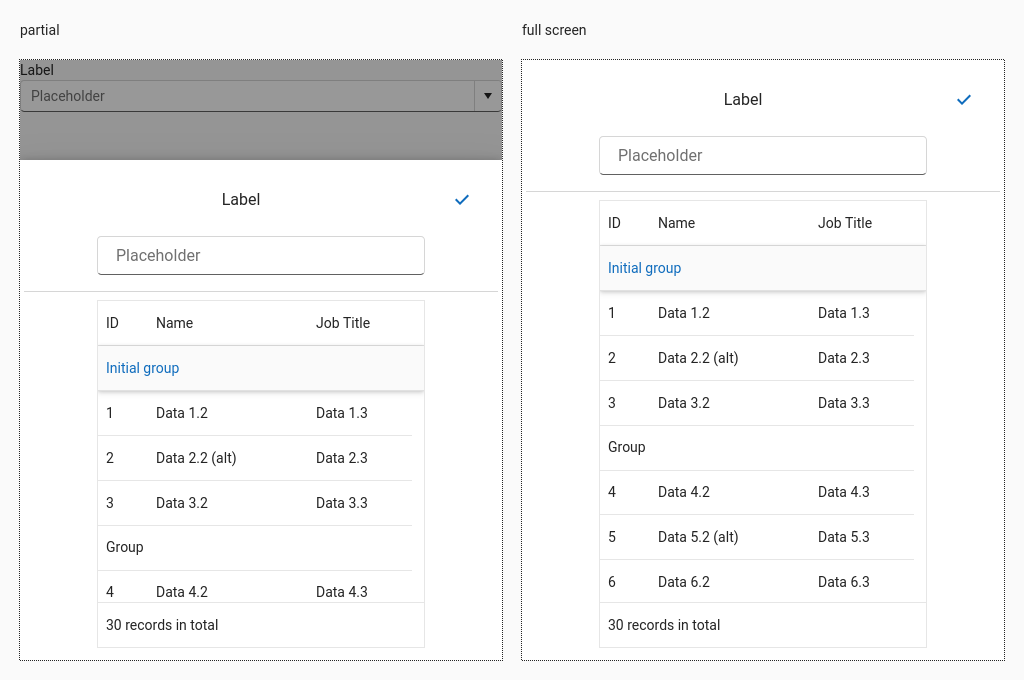 partial
Label
Placeholder
Label
Placeholder
ID Name Job Title
Initial group
1 Data 1.2 Data 1.3
2 Data 2.2 (alt) Data 2.3
3 Data 3.2 Data 3.3
Group
4 Data 4.2 Data 4.3
30 records in total
full screen
Label
Placeholder
ID Name Job Title
Initial group
1 Data 1.2 Data 1.3
2 Data 2.2 (alt) Data 2.3
3 Data 3.2 Data 3.3
Group
4 Data 4.2 Data 4.3
5 Data 5.2 (alt) Data 5.3
6 Data 6.2 Data 6.3
30 records in total